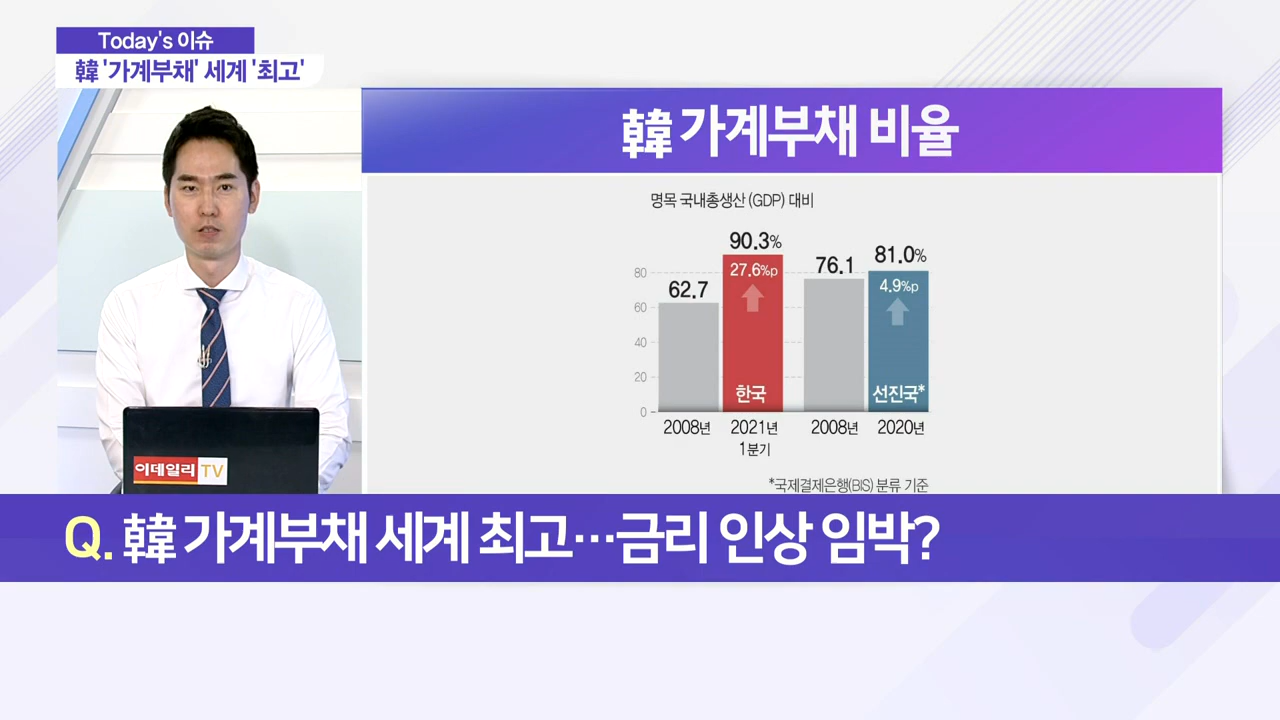 Today's 이슈
韓 '가계부채' 세계 '최고'
韓 가계부채 비율
명목 국내총생산 (GDP) 대비
90.3%
81.0%
76.1
62.7
27.6%p
4.9%p
80
60
40
20
0
한국
선진국*
2008년
2021년
1분기
2008년
2020년
*국제결제은행(BIS) 분류 기준
이데일리 TV
Q. 韓 가계부채 세계 최고…금리 인상 임박?